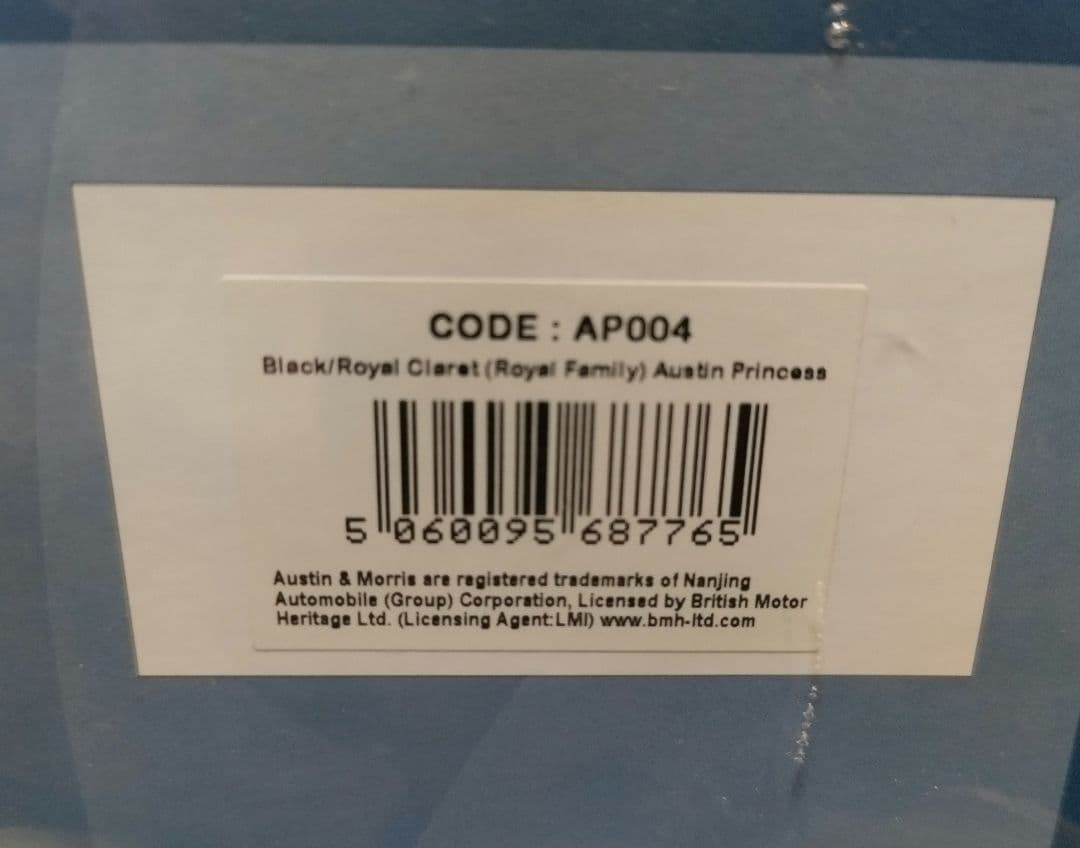 CODE : AP004
Black/Royal Claret (Royal Family) Austin Princess
5 060095 687765
Austin & Morris are registered trademarks of Nanjing
Automobile (Group) Corporation, Licensed by British Motor
Heritage Ltd. (Licensing Agent:LMI) www.bmh-ltd.com